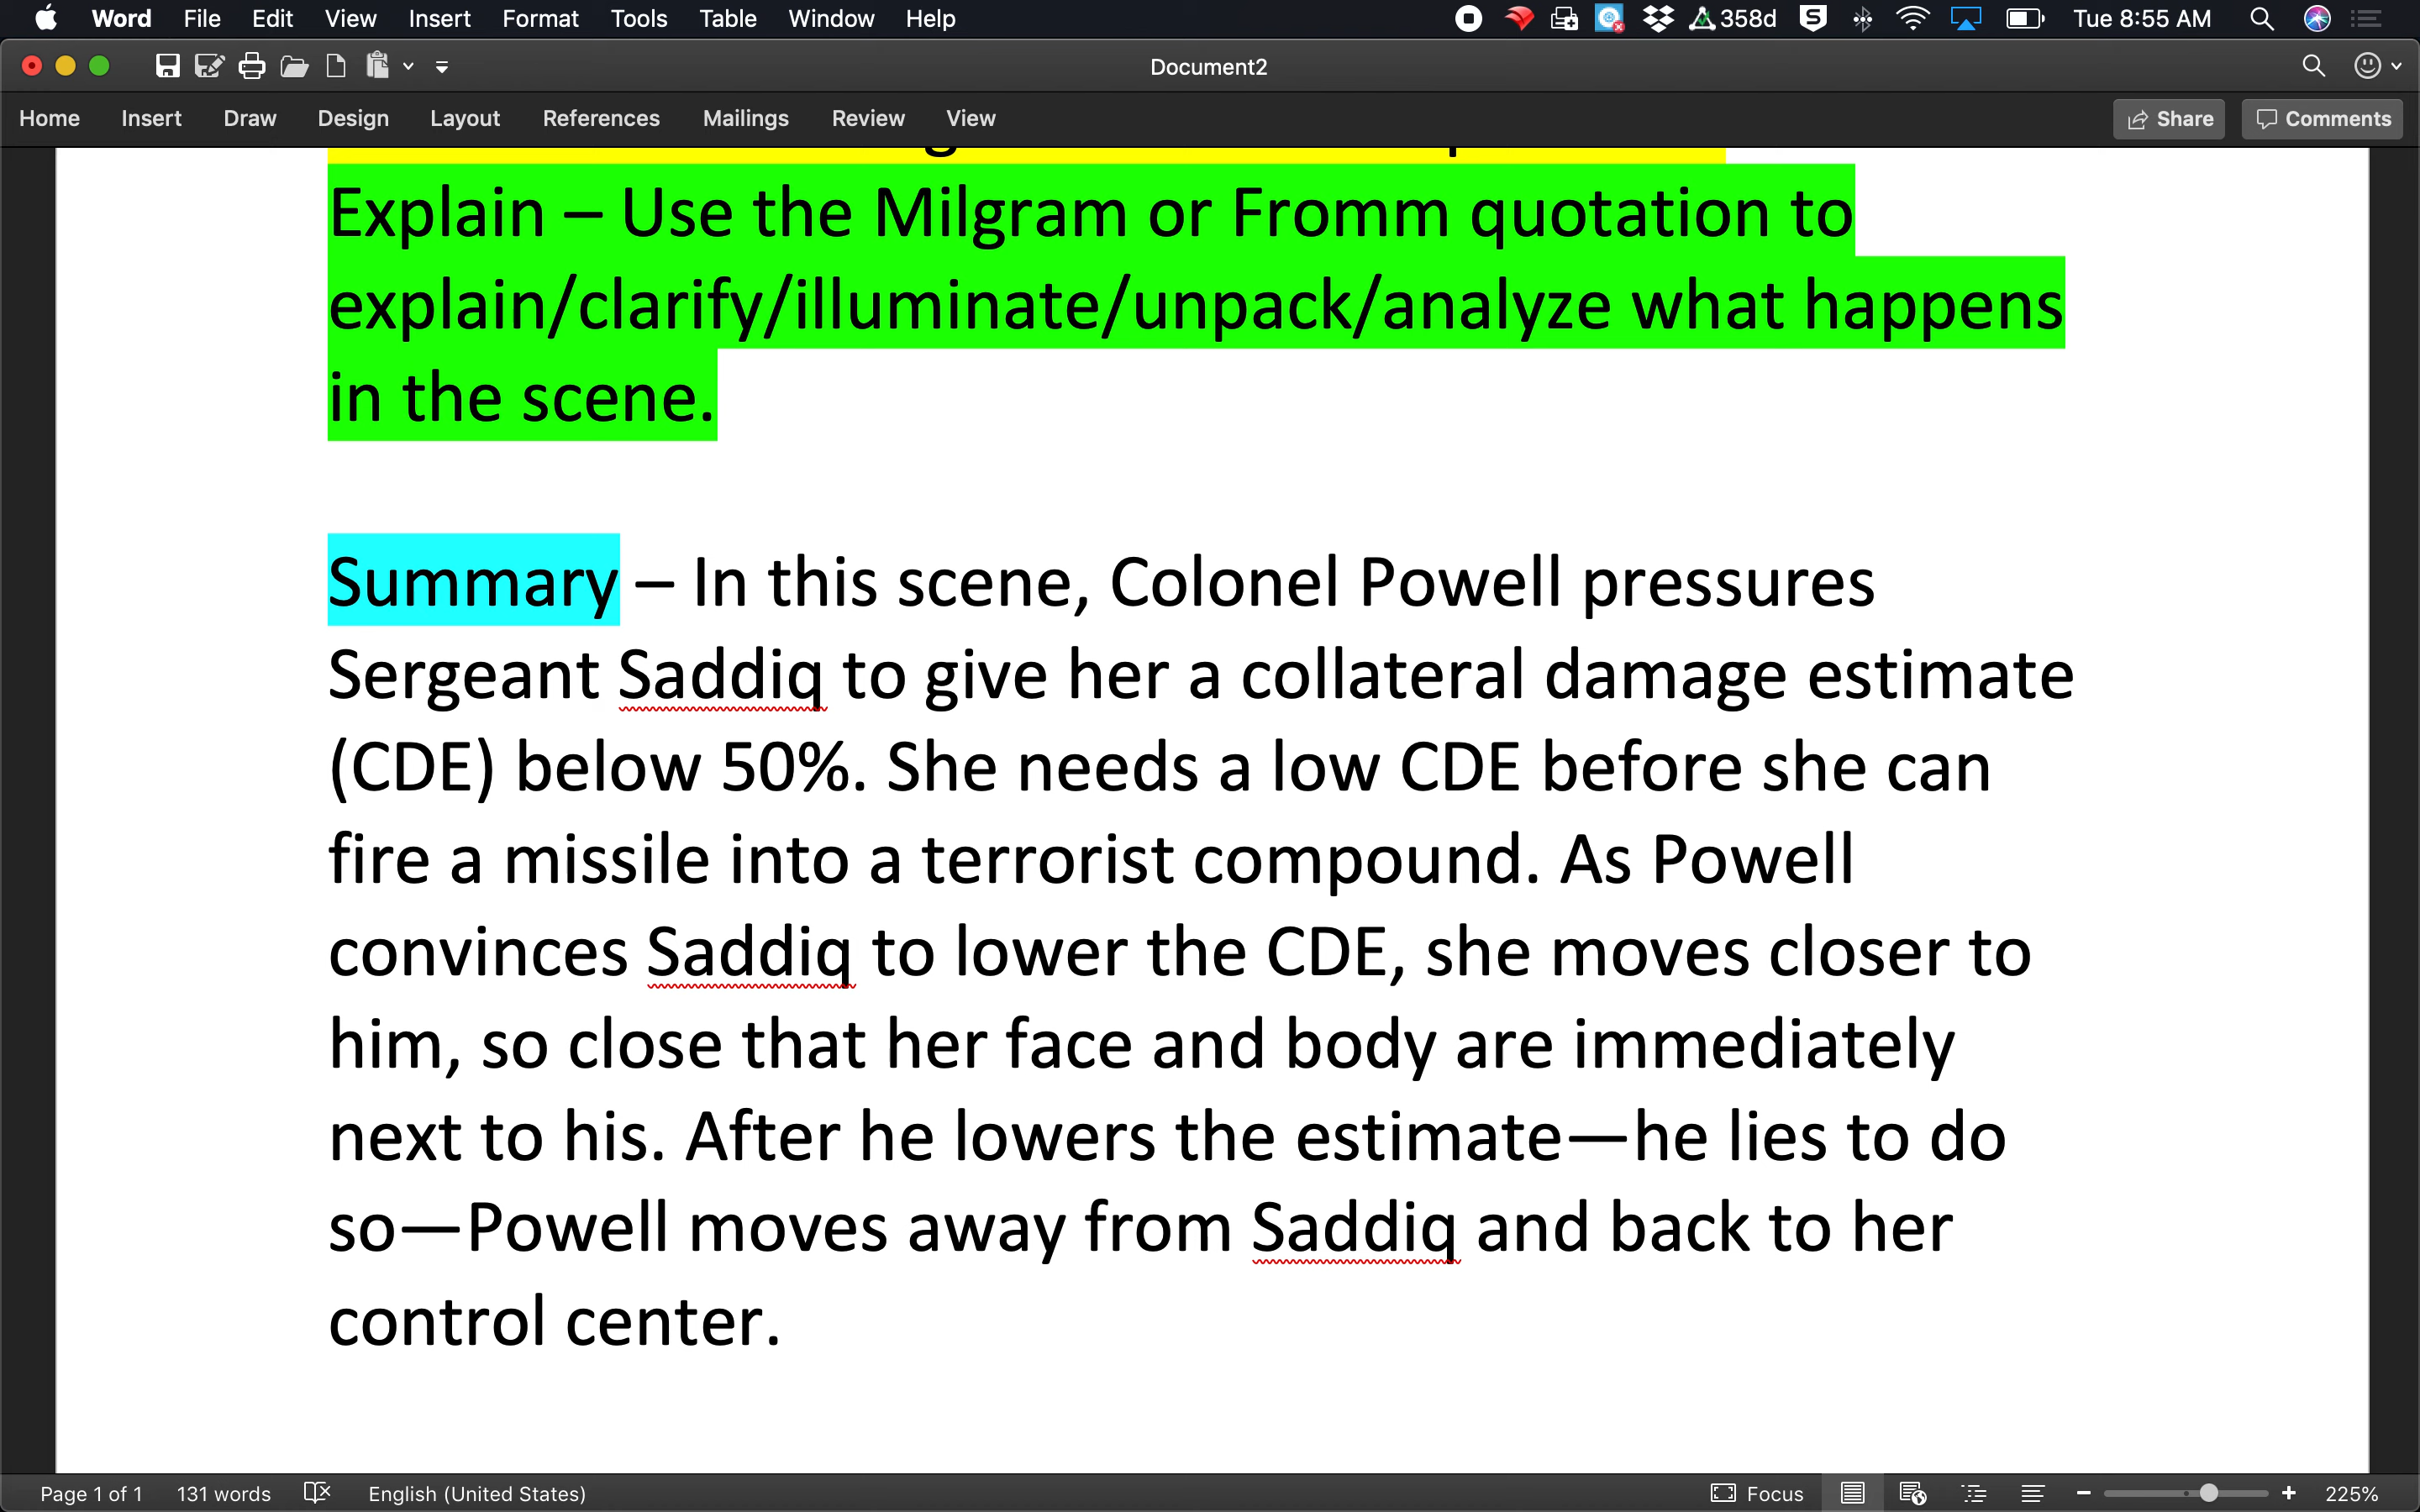 Word File Edit View Insert Format Tools Table Window Help 358d Tue 8:55 AM
Document2
Home Insert Draw Design Layout References Mailings Review View Share Comments
Explain – Use the Milgram or Fromm quotation to
explain/clarify/illuminate/unpack/analyze what happens
in the scene.
Summary – In this scene, Colonel Powell pressures
Sergeant Saddiq to give her a collateral damage estimate
(CDE) below 50%. She needs a low CDE before she can
fire a missile into a terrorist compound. As Powell
convinces Saddiq to lower the CDE, she moves closer to
him, so close that her face and body are immediately
next to his. After he lowers the estimate—he lies to do
so—Powell moves away from Saddiq and back to her
control center.
Page 1 of 1 131 words English (United States) Focus 225%